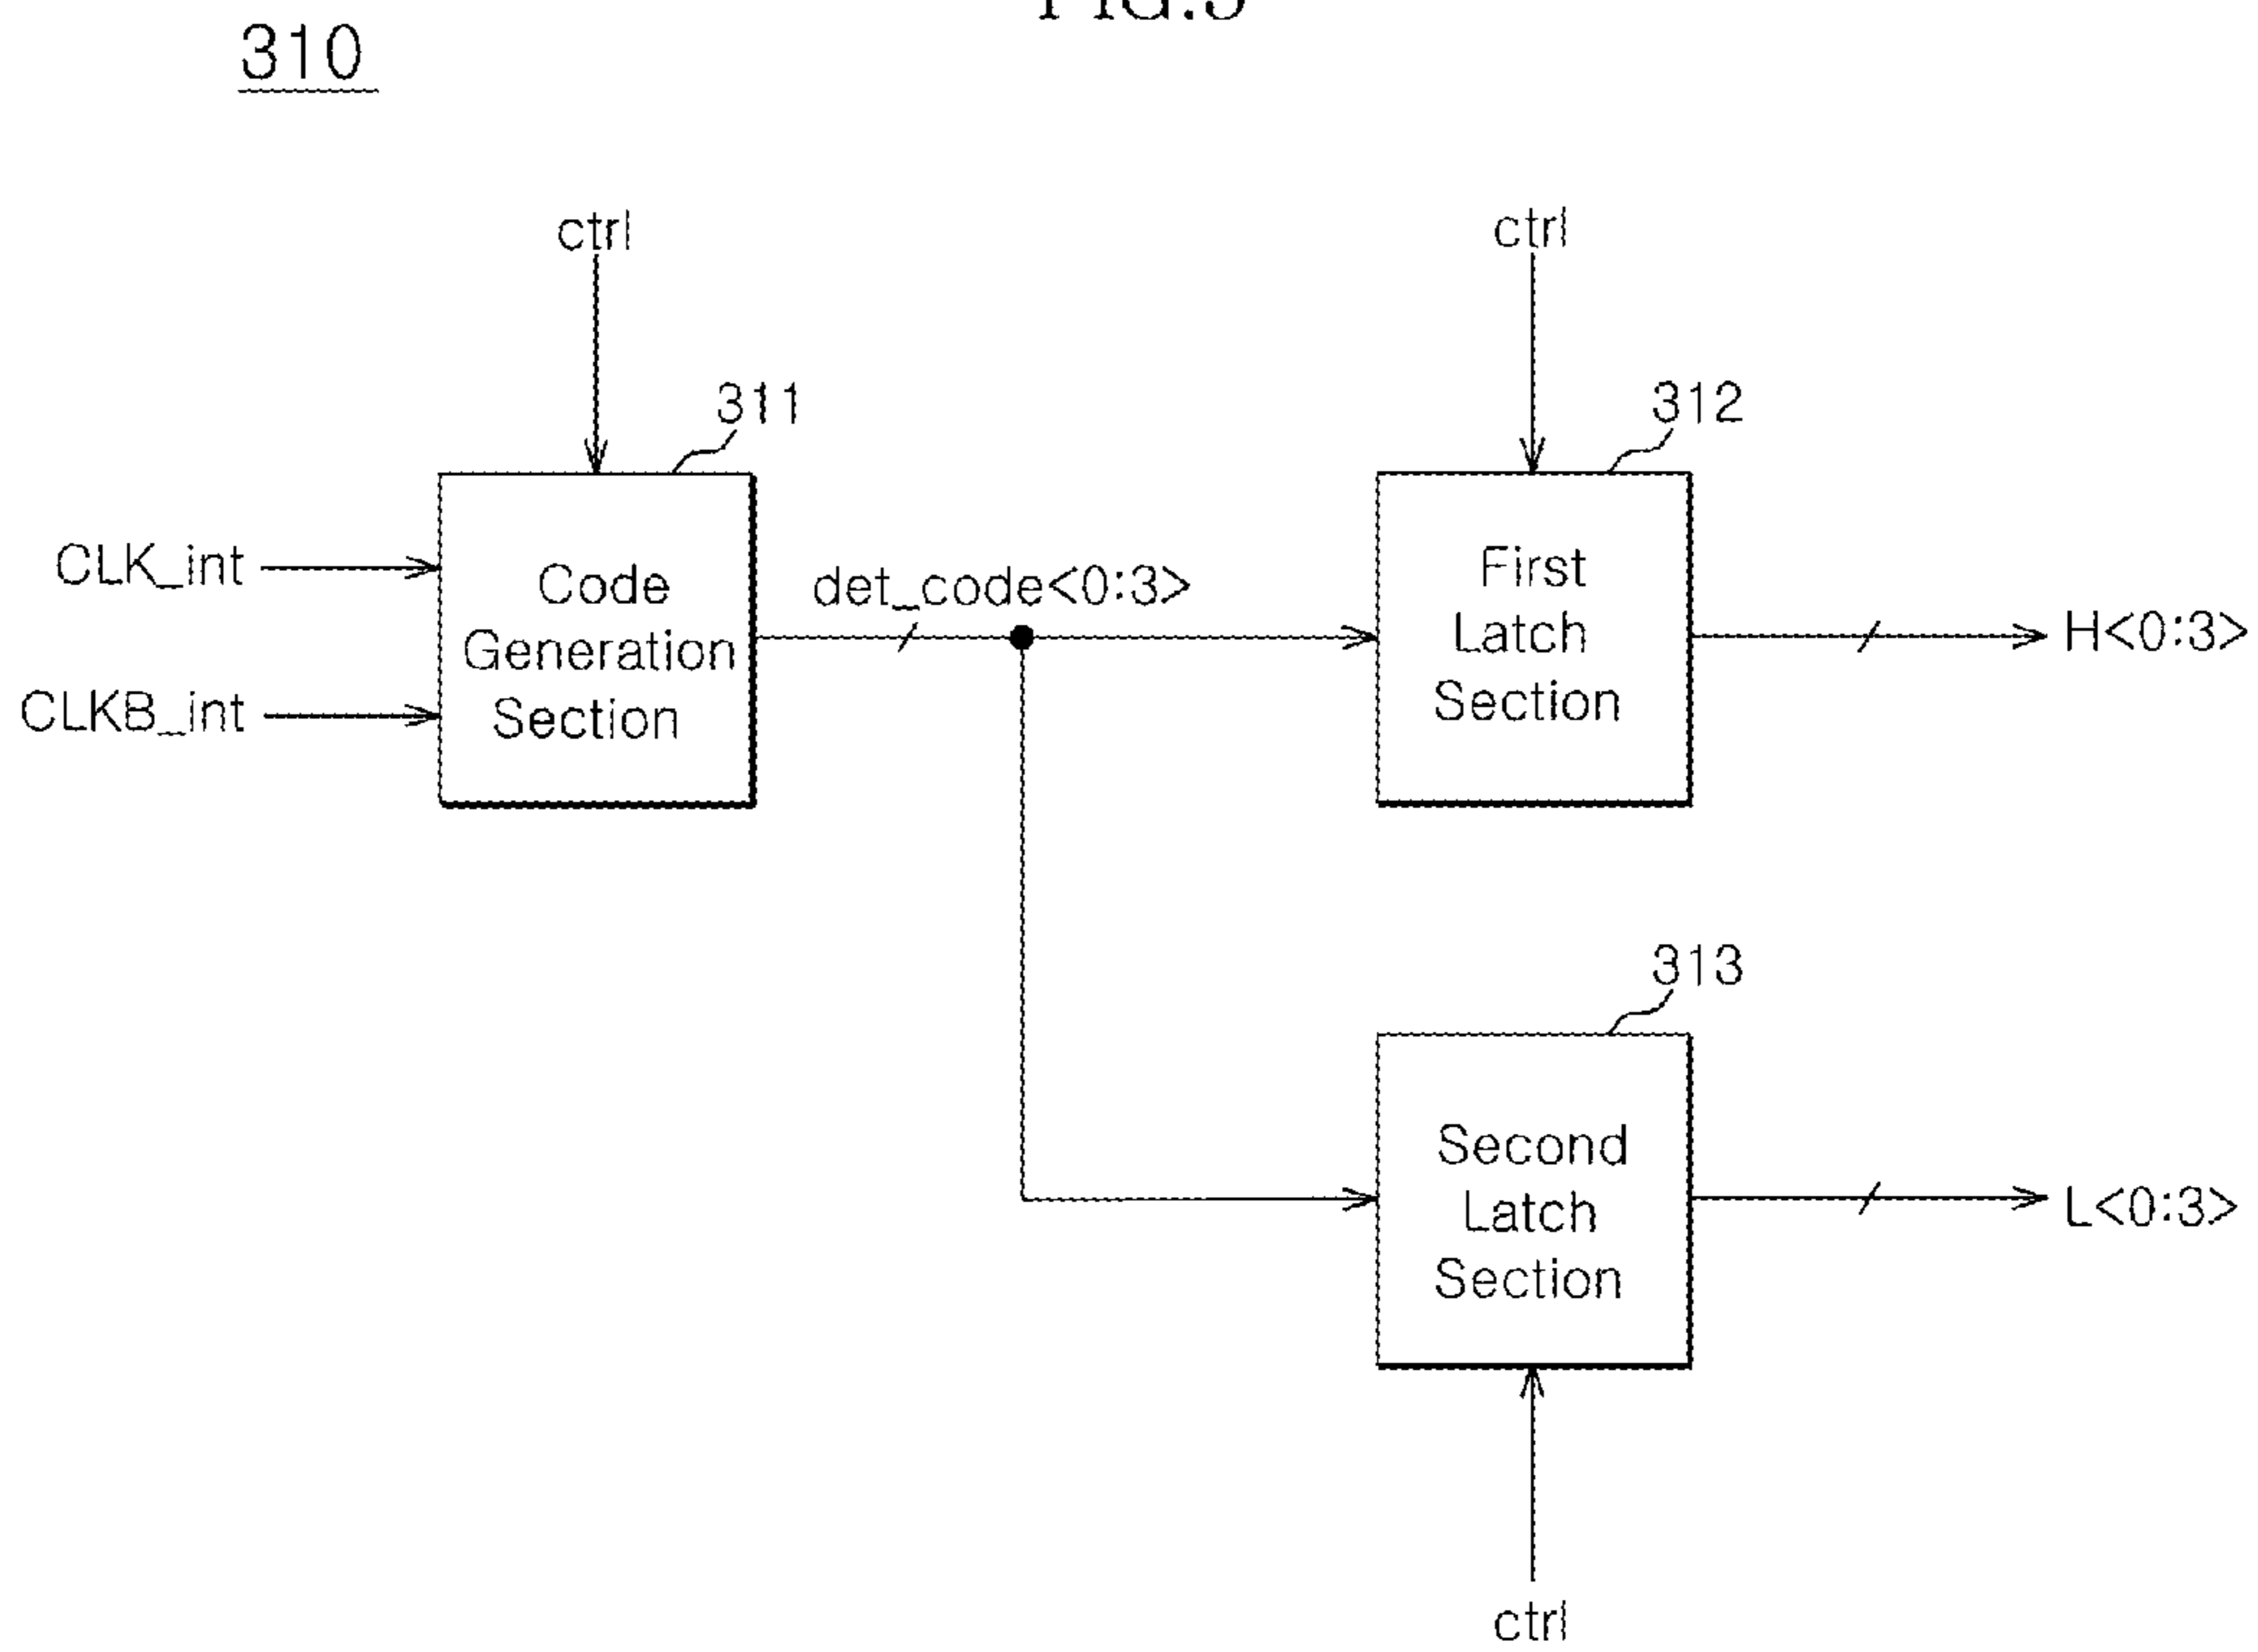 310
ctrl
ctrl
311
312
CLK_int
CLKB_int
Code
Generation
Section
det_code<0:3>
First
Latch
Section
H<0:3>
313
Second
Latch
Section
L<0:3>
ctrl